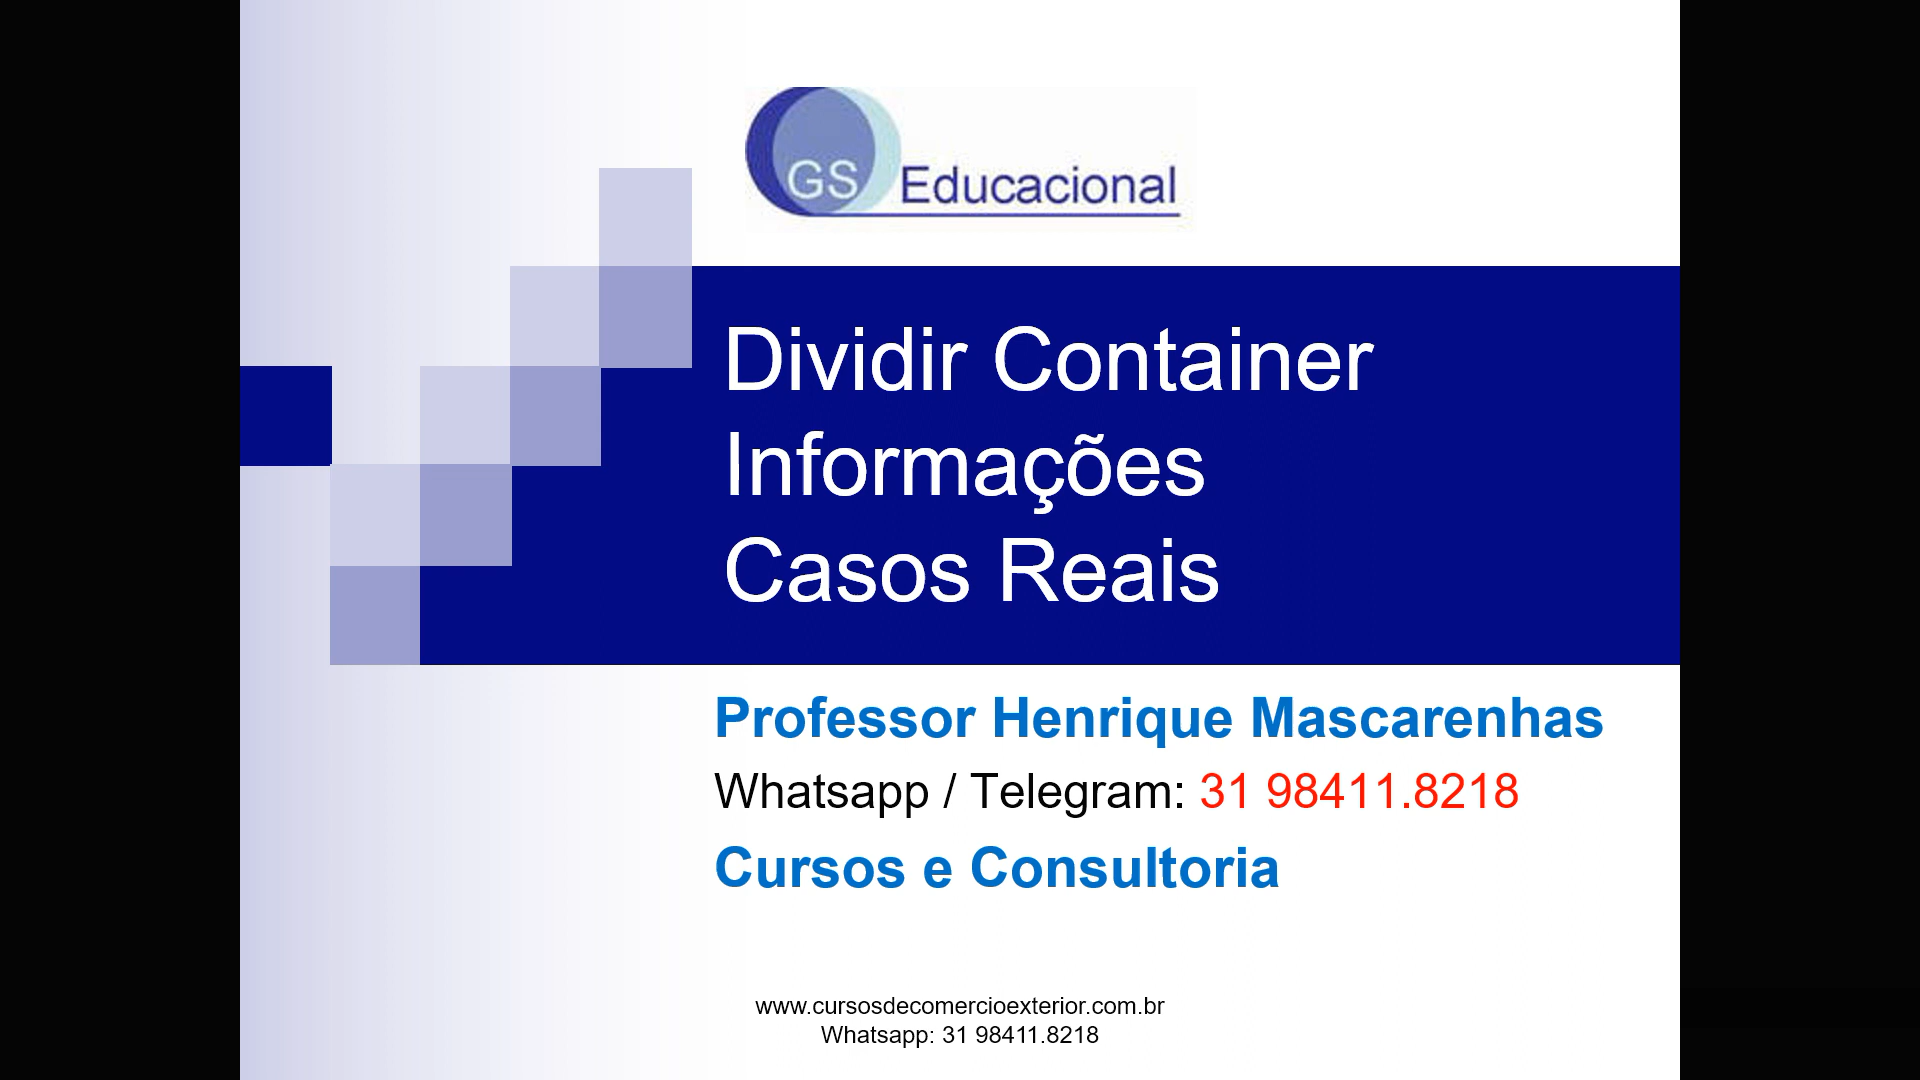 GS Educacional
Dividir Container
Informações
Casos Reais
Professor Henrique Mascarenhas
Whatsapp / Telegram: 31 98411.8218
Cursos e Consultoria
www.cursosdecomercioexterior.com.br
Whatsapp: 31 98411.8218